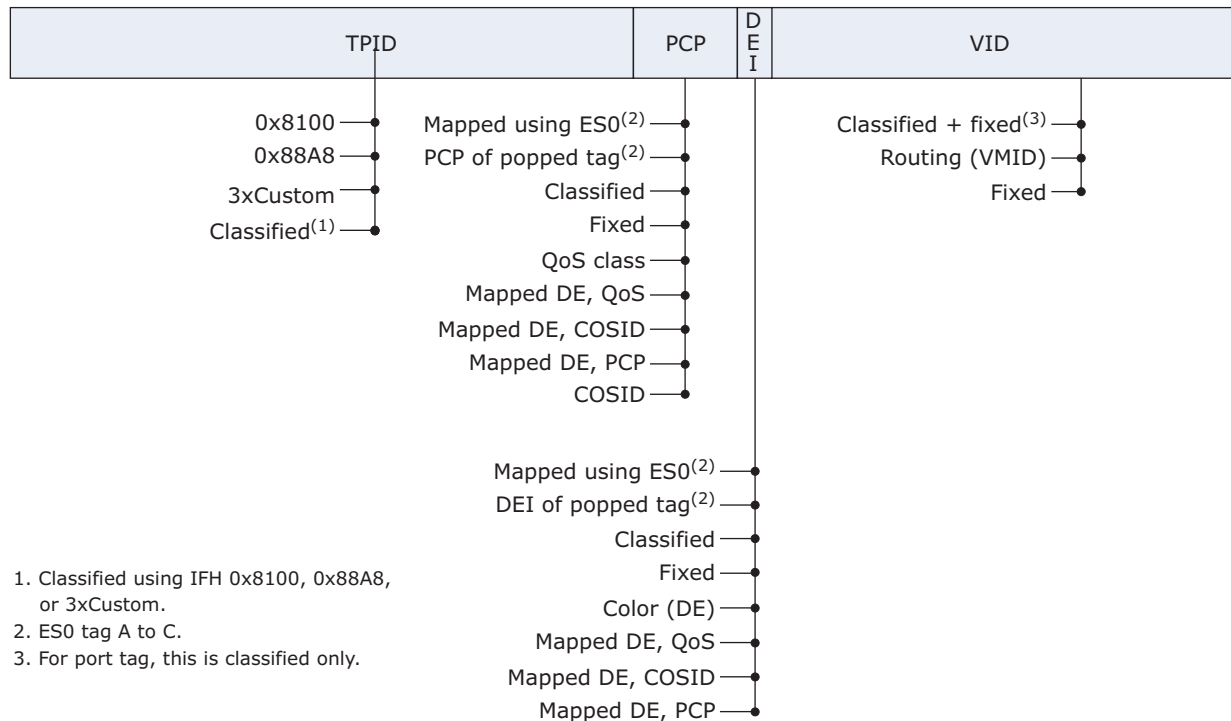 TPID
PCP
DEI
VID
0x8100
0x88A8
3xCustom
Classified(1)
Mapped using ES0(2)
PCP of popped tag(2)
Classified
Fixed
QoS class
Mapped DE, QoS
Mapped DE, COSID
Mapped DE, PCP
COSID
Classified + fixed(3)
Routing (VMID)
Fixed
Mapped using ES0(2)
DEI of popped tag(2)
Classified
Fixed
Color (DE)
Mapped DE, QoS
Mapped DE, COSID
Mapped DE, PCP
1. Classified using IFH 0x8100, 0x88A8,
or 3xCustom.
2. ES0 tag A to C.
3. For port tag, this is classified only.